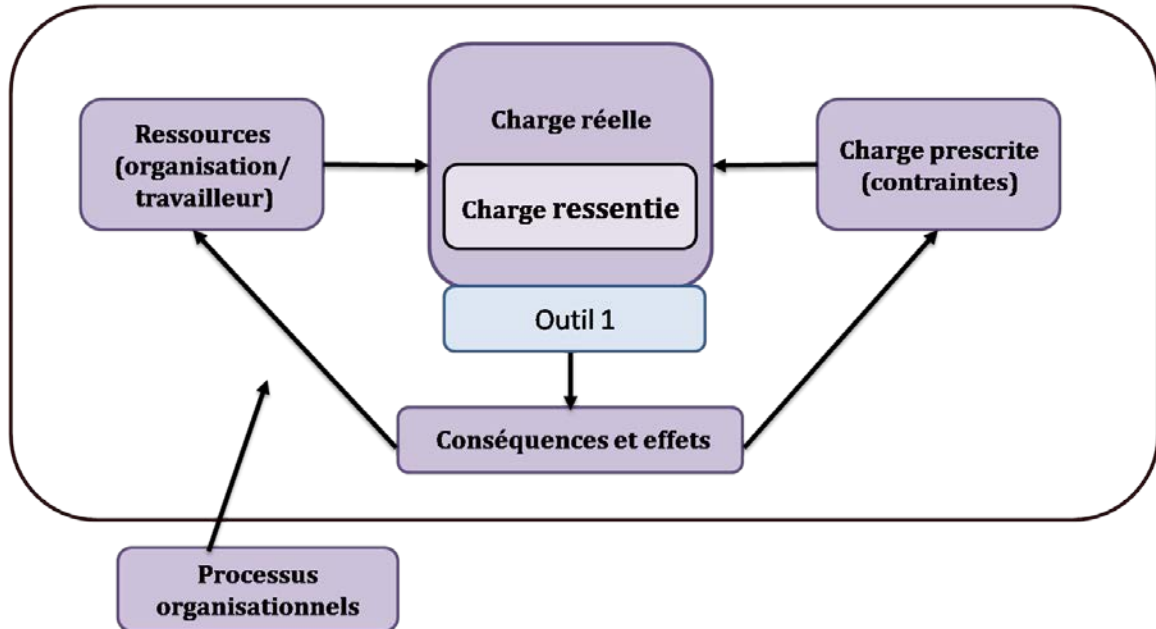 Ressources
(organisation/
travailleur)
Charge réelle
Charge ressentie
Charge prescrite
(contraintes)
Outil 1
Conséquences et effets
Processus
organisationnels